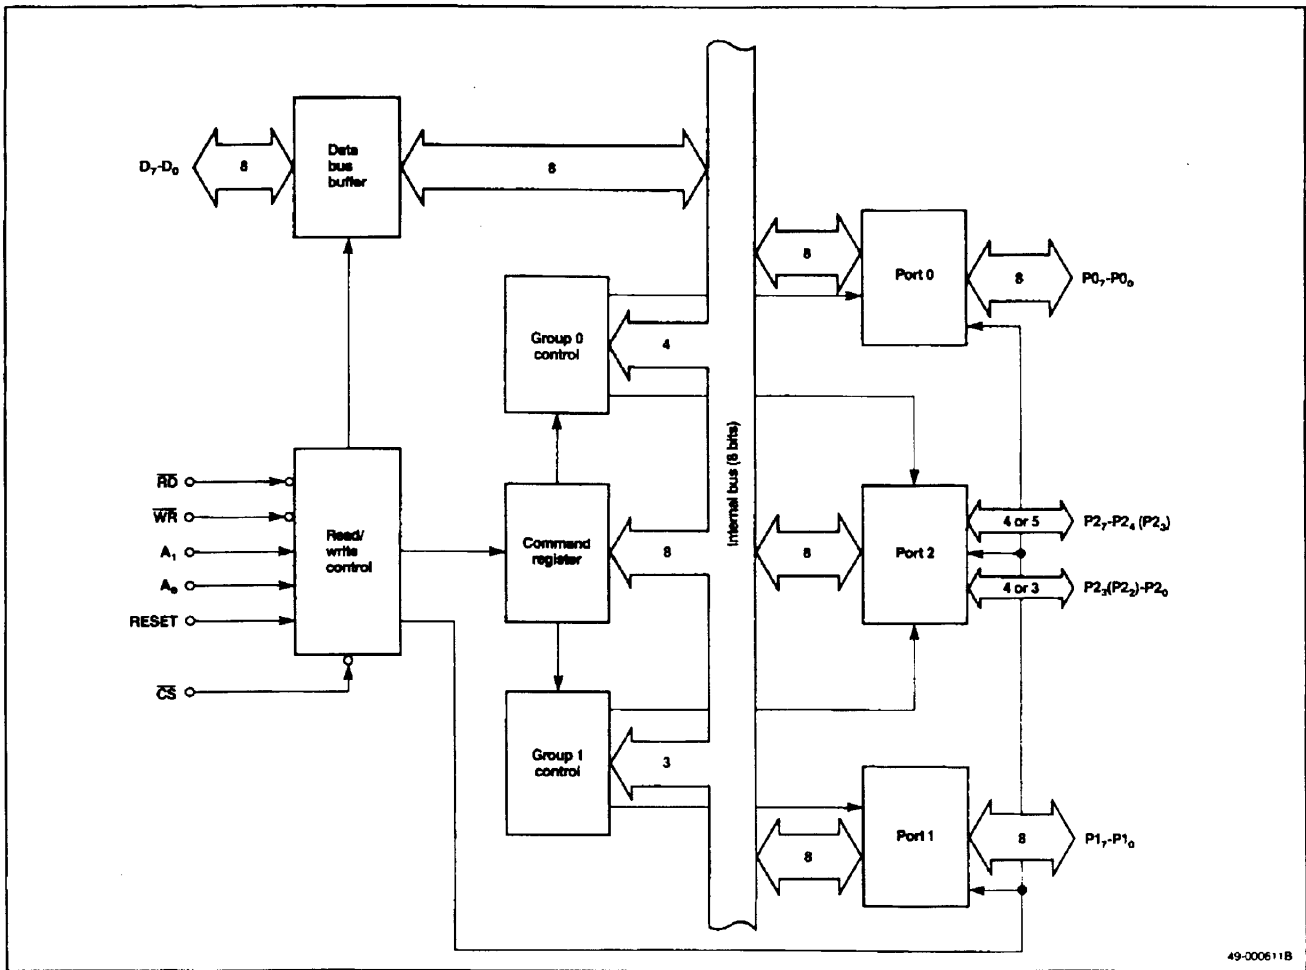 D₇-D₀
8
Data
bus
buffer
8
8
Port 0
8
P0₇-P0₀
Group 0
control
4
Internal bus (8 bits)
R̅D̅
W̅R̅
A₁
A₀
RESET
C̅S̅
Read/
write
control
Command
register
8
8
Port 2
4 or 5
P2₇-P2₄ (P2₃)
4 or 3
P2₃(P2₂)-P2₀
Group 1
control
3
8
Port 1
8
P1₇-P1₀
49-000611B